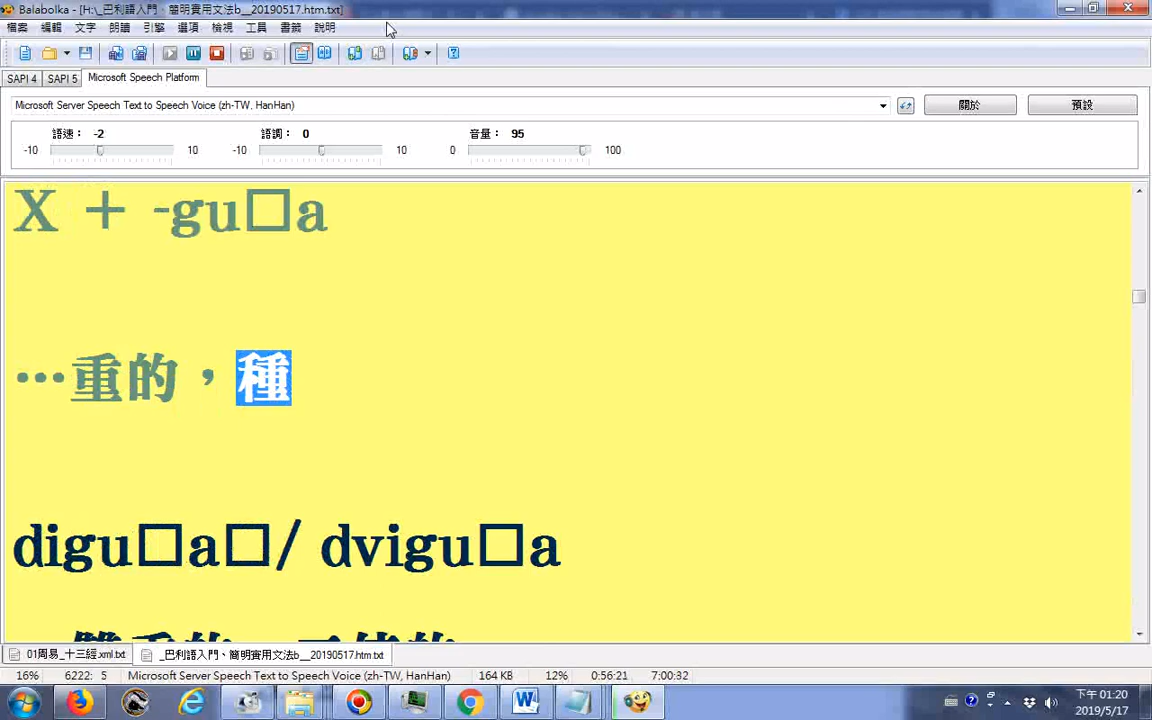 Balabolka - [H:\_巴利語入門、簡明實用文法b__20190517.htm.txt]
檔案 編輯 文字 朗讀 引擎 選項 檢視 工具 書籤 說明
SAPI 4 SAPI 5 Microsoft Speech Platform
Microsoft Server Speech Text to Speech Voice (zh-TW, HanHan) 關於 預設
語速： -2 語調： 0 音量： 95
-10 10 -10 10 0 100
X ＋ -gu□a
…重的，種
digu□a□/ dvigu□a
01周易_十三經.xml.txt _巴利語入門、簡明實用文法b__20190517.htm.txt
16% 6222: 5 Microsoft Server Speech Text to Speech Voice (zh-TW, HanHan) 164 KB 12% 0:56:21 7:00:32
下午 01:20
2019/5/17